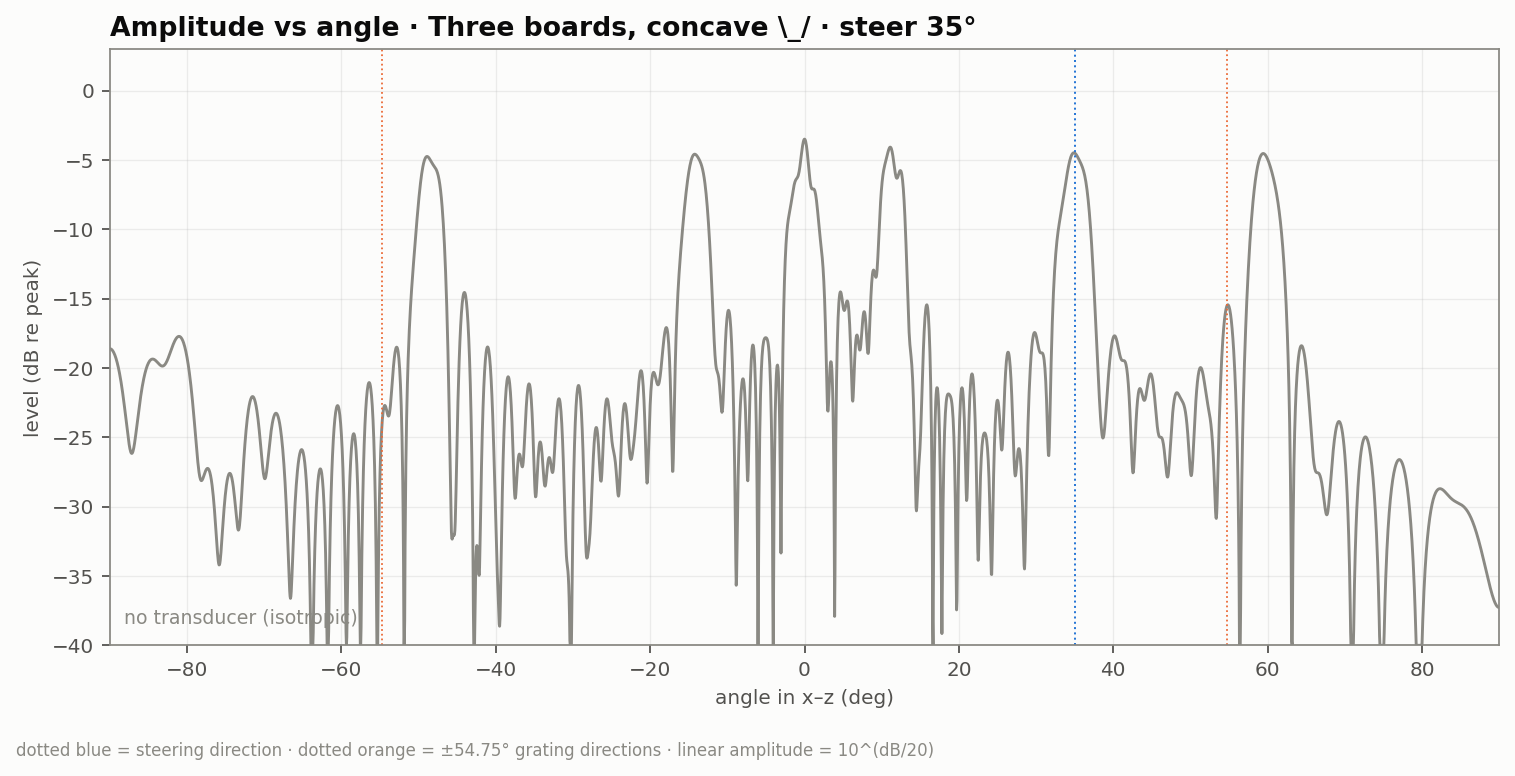 Amplitude vs angle · Three boards, concave \_/ · steer 35°
level (dB re peak)
0
−5
−10
−15
−20
−25
−30
−35
−40
no transducer (isotropic)
−80 −60 −40 −20 0 20 40 60 80
angle in x–z (deg)
dotted blue = steering direction · dotted orange = ±54.75° grating directions · linear amplitude = 10^(dB/20)